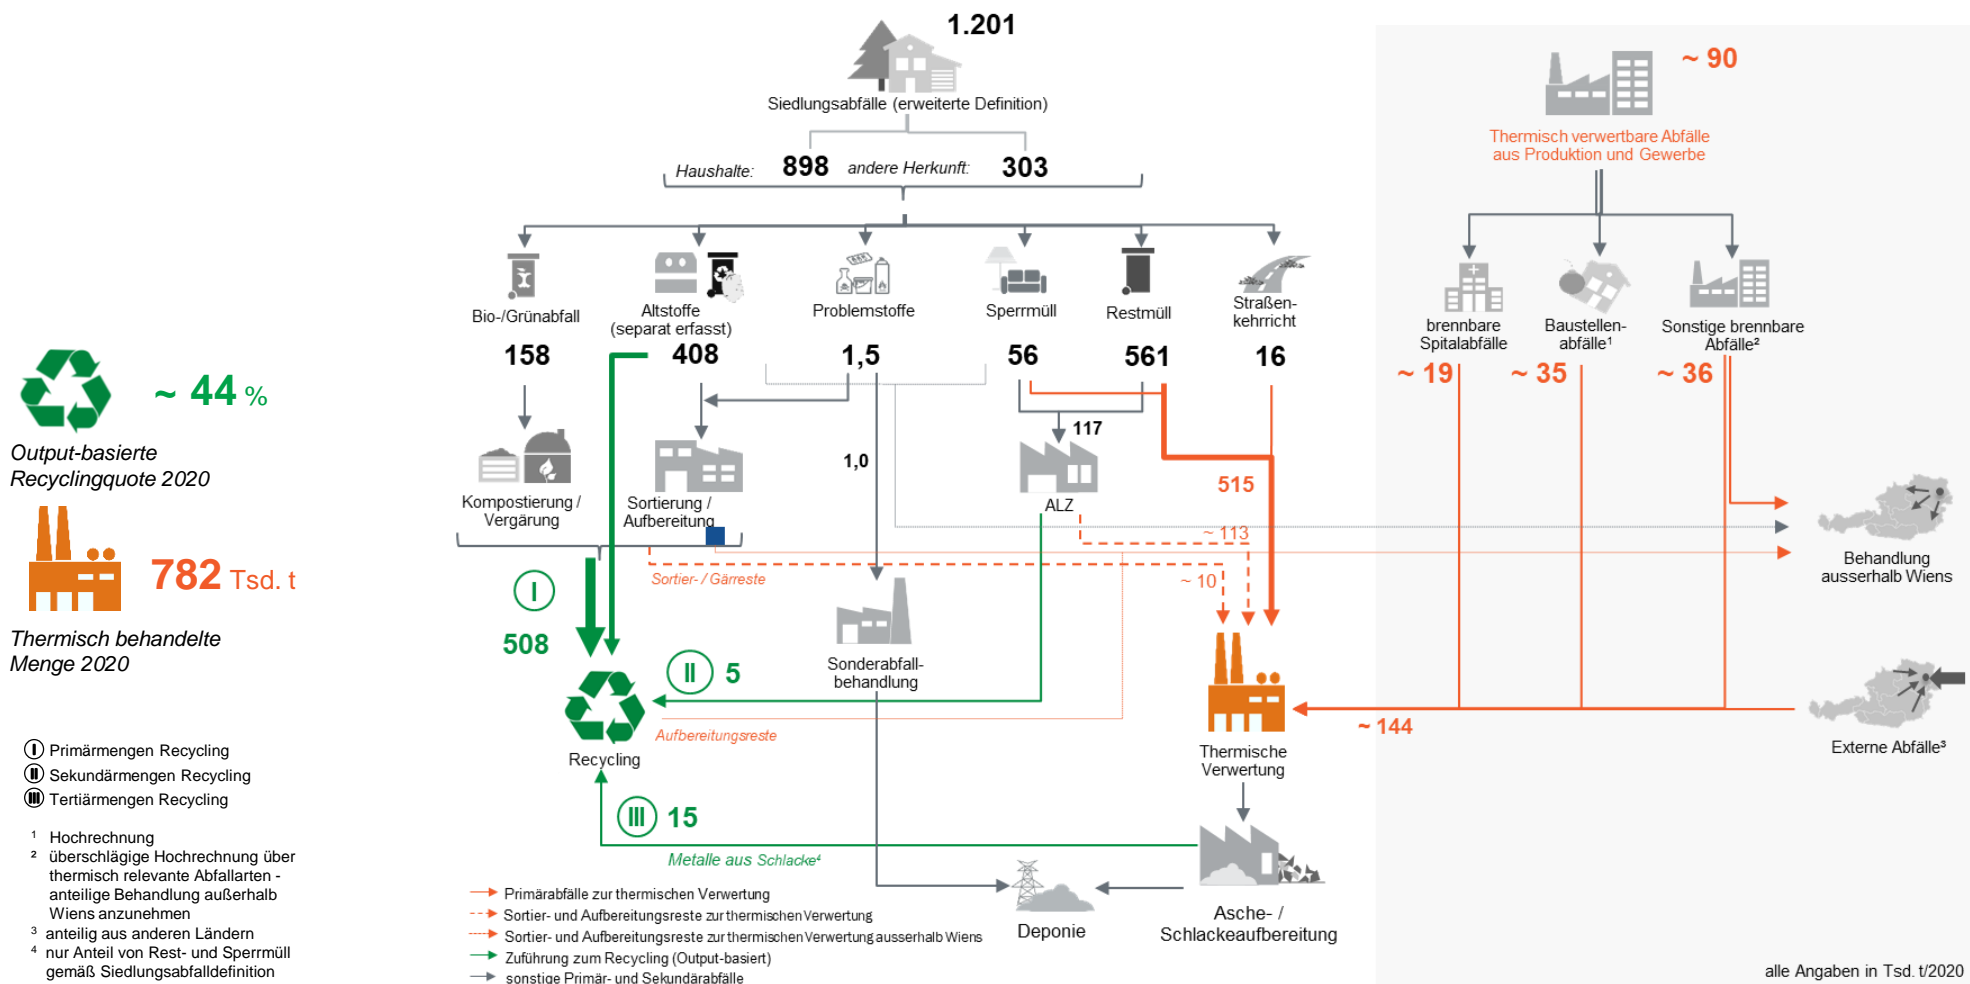 1.201
Siedlungsabfälle (erweiterte Definition)
Haushalte: 898 andere Herkunft: 303
~ 90
Thermisch verwertbare Abfälle
aus Produktion und Gewerbe
Bio-/Grünabfall
158
Altstoffe
(separat erfasst)
408
Problemstoffe
1,5
Sperrmüll
56
Restmüll
561
Straßen-
kehrricht
16
brennbare
Spitalabfälle
~ 19
Baustellen-
abfälle¹
~ 35
Sonstige brennbare
Abfälle²
~ 36
~ 44 %
Output-basierte
Recyclingquote 2020
782 Tsd. t
Thermisch behandelte
Menge 2020
Kompostierung /
Vergärung
Sortierung /
Aufbereitung
1,0
117
ALZ
515
~ 113
~ 10
Sortier- / Gärreste
Behandlung
ausserhalb Wiens
I
508
II 5
Sonderabfall-
behandlung
Aufbereitungsreste
Recycling
Thermische
Verwertung
~ 144
Externe Abfälle³
III 15
Metalle aus Schlacke⁴
Deponie
Asche- /
Schlackeaufbereitung
I Primärmengen Recycling
II Sekundärmengen Recycling
III Tertiärmengen Recycling
¹ Hochrechnung
² überschlägige Hochrechnung über
thermisch relevante Abfallarten -
anteilige Behandlung außerhalb
Wiens anzunehmen
³ anteilig aus anderen Ländern
⁴ nur Anteil von Rest- und Sperrmüll
gemäß Siedlungsabfalldefinition
Primärabfälle zur thermischen Verwertung
Sortier- und Aufbereitungsreste zur thermischen Verwertung
Sortier- und Aufbereitungsreste zur thermischen Verwertung ausserhalb Wiens
Zuführung zum Recycling (Output-basiert)
sonstige Primär- und Sekundärabfälle
alle Angaben in Tsd. t/2020